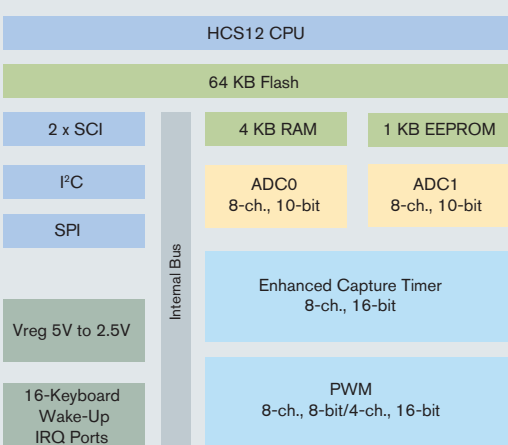 HCS12 CPU
64 KB Flash
2 x SCI
4 KB RAM
1 KB EEPROM
I²C
ADC0
8-ch., 10-bit
ADC1
8-ch., 10-bit
SPI
Internal Bus
Enhanced Capture Timer
8-ch., 16-bit
Vreg 5V to 2.5V
16-Keyboard
Wake-Up
IRQ Ports
PWM
8-ch., 8-bit/4-ch., 16-bit